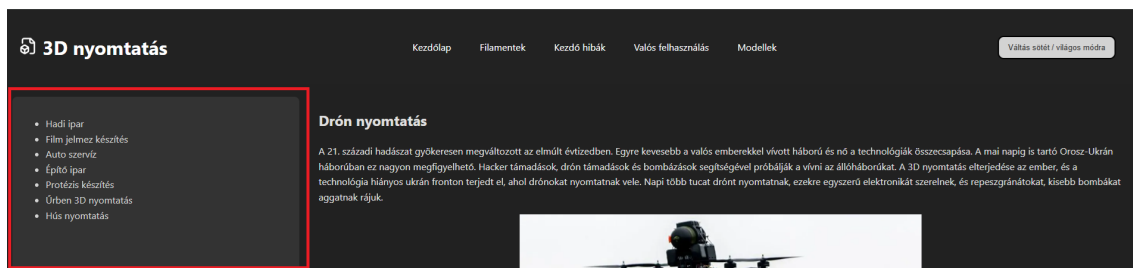 3D nyomtatás
Kezdőlap Filamentek Kezdő hibák Valós felhasználás Modellek
Váltás sötét / világos módra
Hadi ipar
Film jelmez készítés
Auto szervíz
Építő ipar
Protézis készítés
Űrben 3D nyomtatás
Hús nyomtatás
Drón nyomtatás
A 21. századi hadászat gyökeresen megváltozott az elmúlt évtizedben. Egyre kevesebb a valós emberekkel vívott háború és nő a technológiák összecsapása. A mai napig is tartó Orosz-Ukrán
háborúban ez nagyon megfigyelhető. Hacker támadások, drón támadások és bombázások segítségével próbálják a vívni az állóháborúkat. A 3D nyomtatás elterjedése az ember, és a
technológia hiányos ukrán fronton terjedt el, ahol drónokat nyomtatnak vele. Napi több tucat drónt nyomtatnak, ezekre egyszerű elektronikát szerelnek, és repeszgránátokat, kisebb bombákat
aggatnak rájuk.